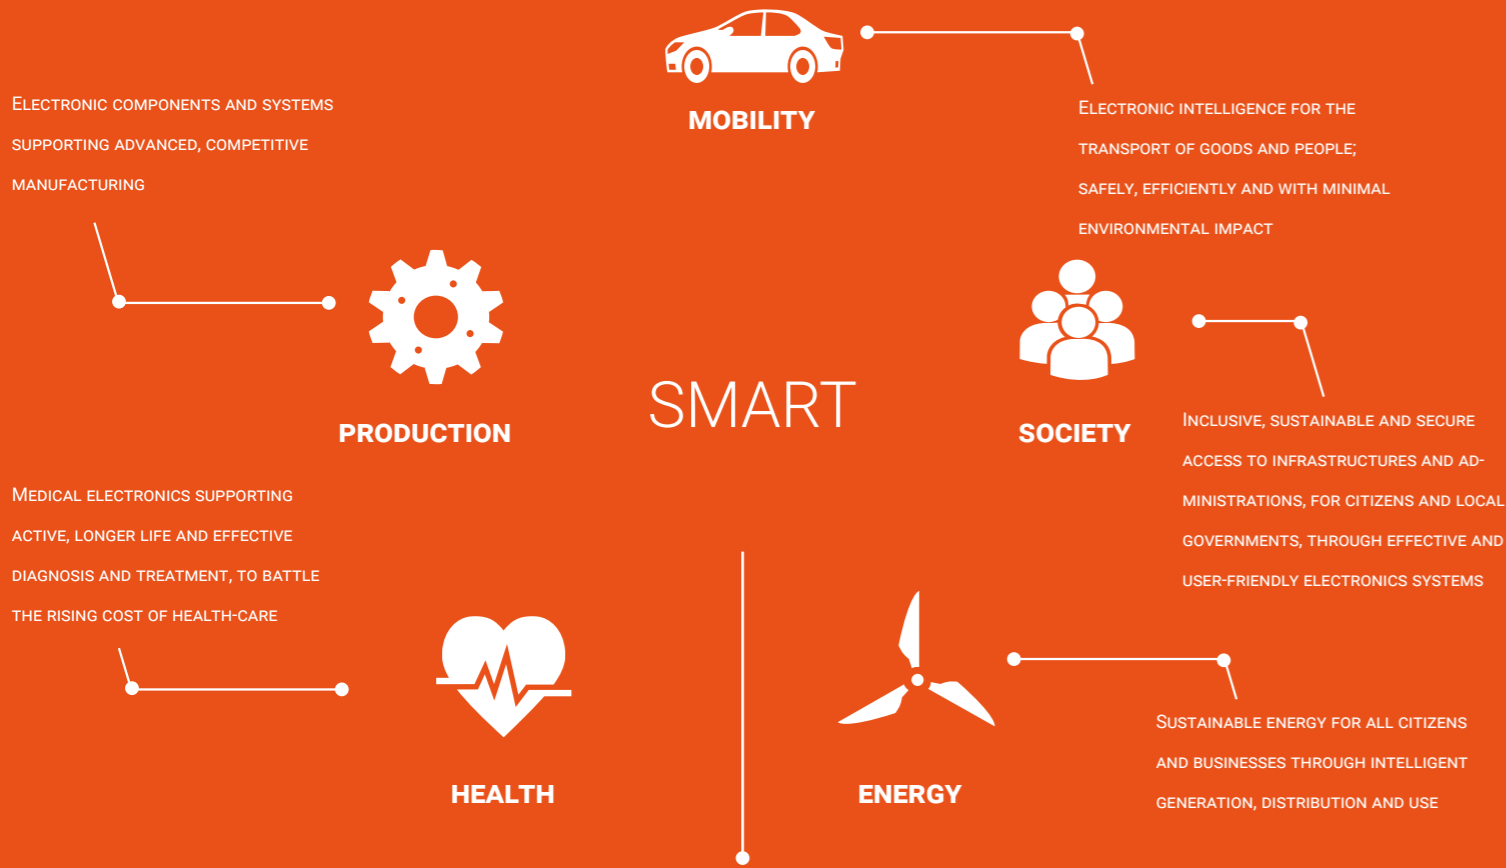 MOBILITY
Electronic intelligence for the
transport of goods and people;
safely, efficiently and with minimal
environmental impact
Electronic components and systems
supporting advanced, competitive
manufacturing
PRODUCTION
SMART
SOCIETY
Inclusive, sustainable and secure
access to infrastructures and ad-
ministrations, for citizens and local
governments, through effective and
user-friendly electronics systems
Medical electronics supporting
active, longer life and effective
diagnosis and treatment, to battle
the rising cost of health-care
HEALTH
ENERGY
Sustainable energy for all citizens
and businesses through intelligent
generation, distribution and use